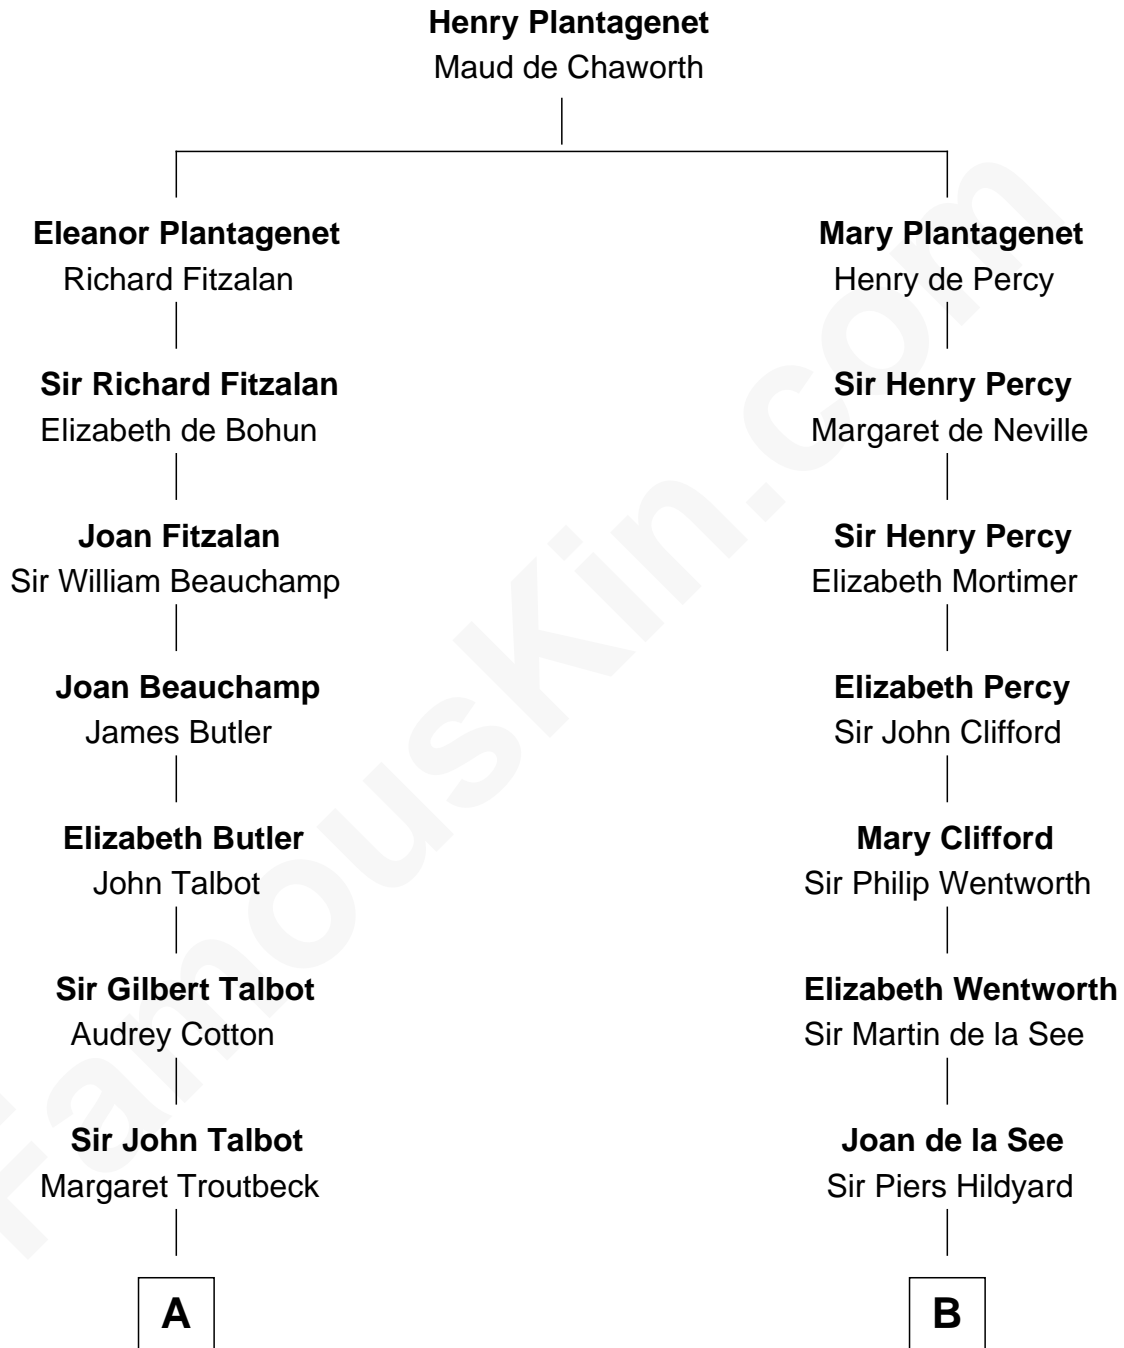 Henry Plantagenet
Maud de Chaworth
Eleanor Plantagenet
Richard Fitzalan
Sir Richard Fitzalan
Elizabeth de Bohun
Joan Fitzalan
Sir William Beauchamp
Joan Beauchamp
James Butler
Elizabeth Butler
John Talbot
Sir Gilbert Talbot
Audrey Cotton
Sir John Talbot
Margaret Troutbeck
A
Mary Plantagenet
Henry de Percy
Sir Henry Percy
Margaret de Neville
Sir Henry Percy
Elizabeth Mortimer
Elizabeth Percy
Sir John Clifford
Mary Clifford
Sir Philip Wentworth
Elizabeth Wentworth
Sir Martin de la See
Joan de la See
Sir Piers Hildyard
B
FamousKin.com